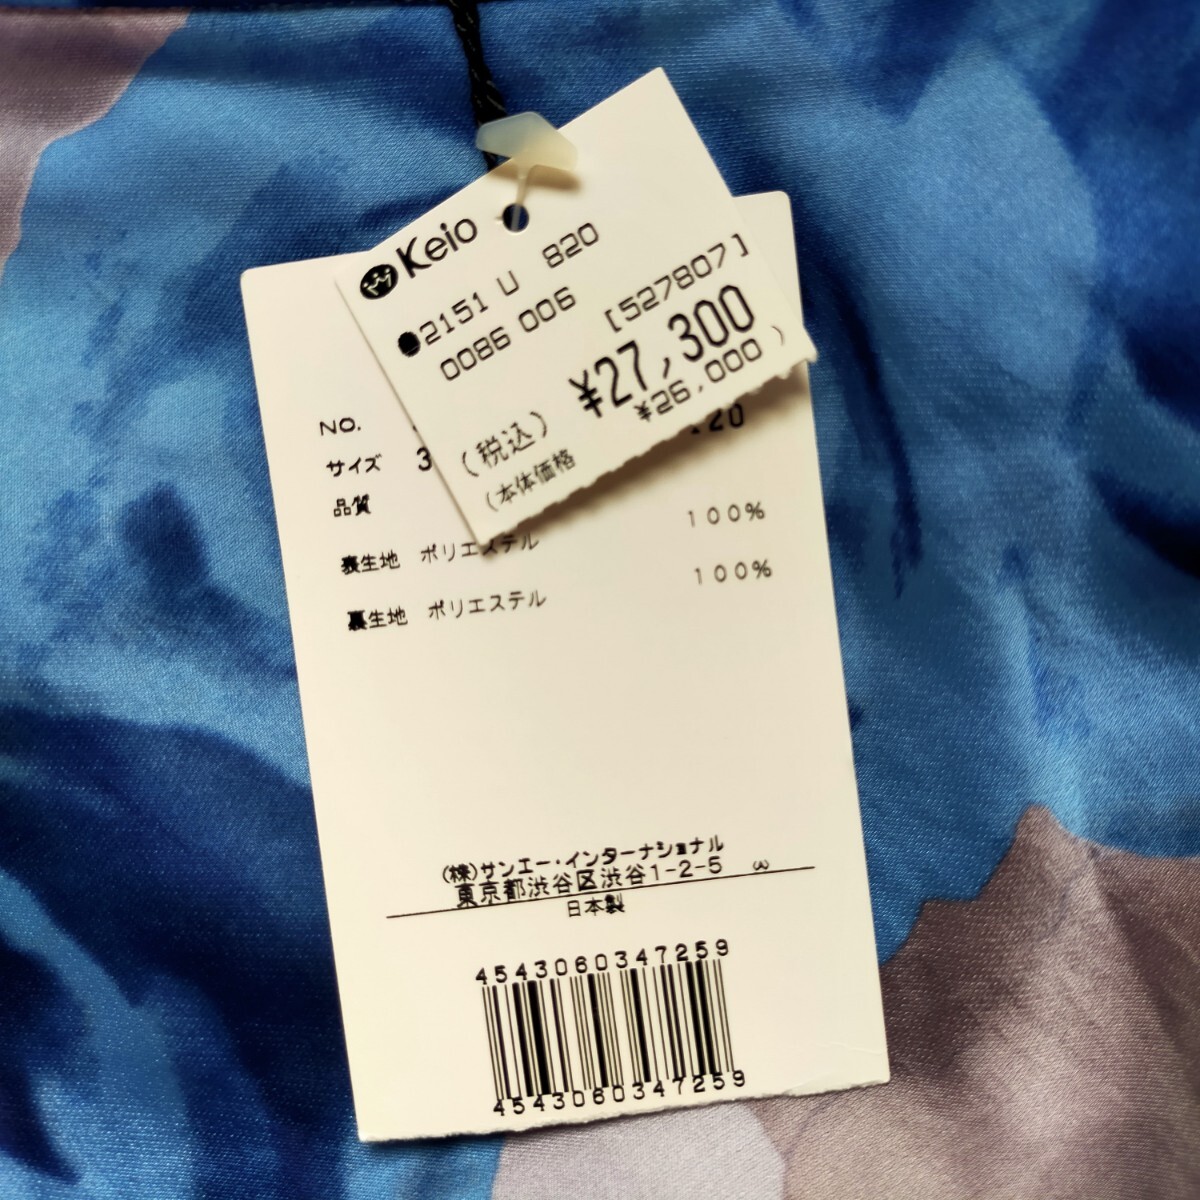 Keio
2151 U 820
0086 006 [527807]
¥27,300
(税込) ¥26,000)
(本体価格
NO.
サイズ 3
品質
表生地 ポリエステル 100%
裏生地 ポリエステル 100%
(株)サンエー・インターナショナル
東京都渋谷区渋谷1-2-5 ω
日本製
4543060347259
4543060347259